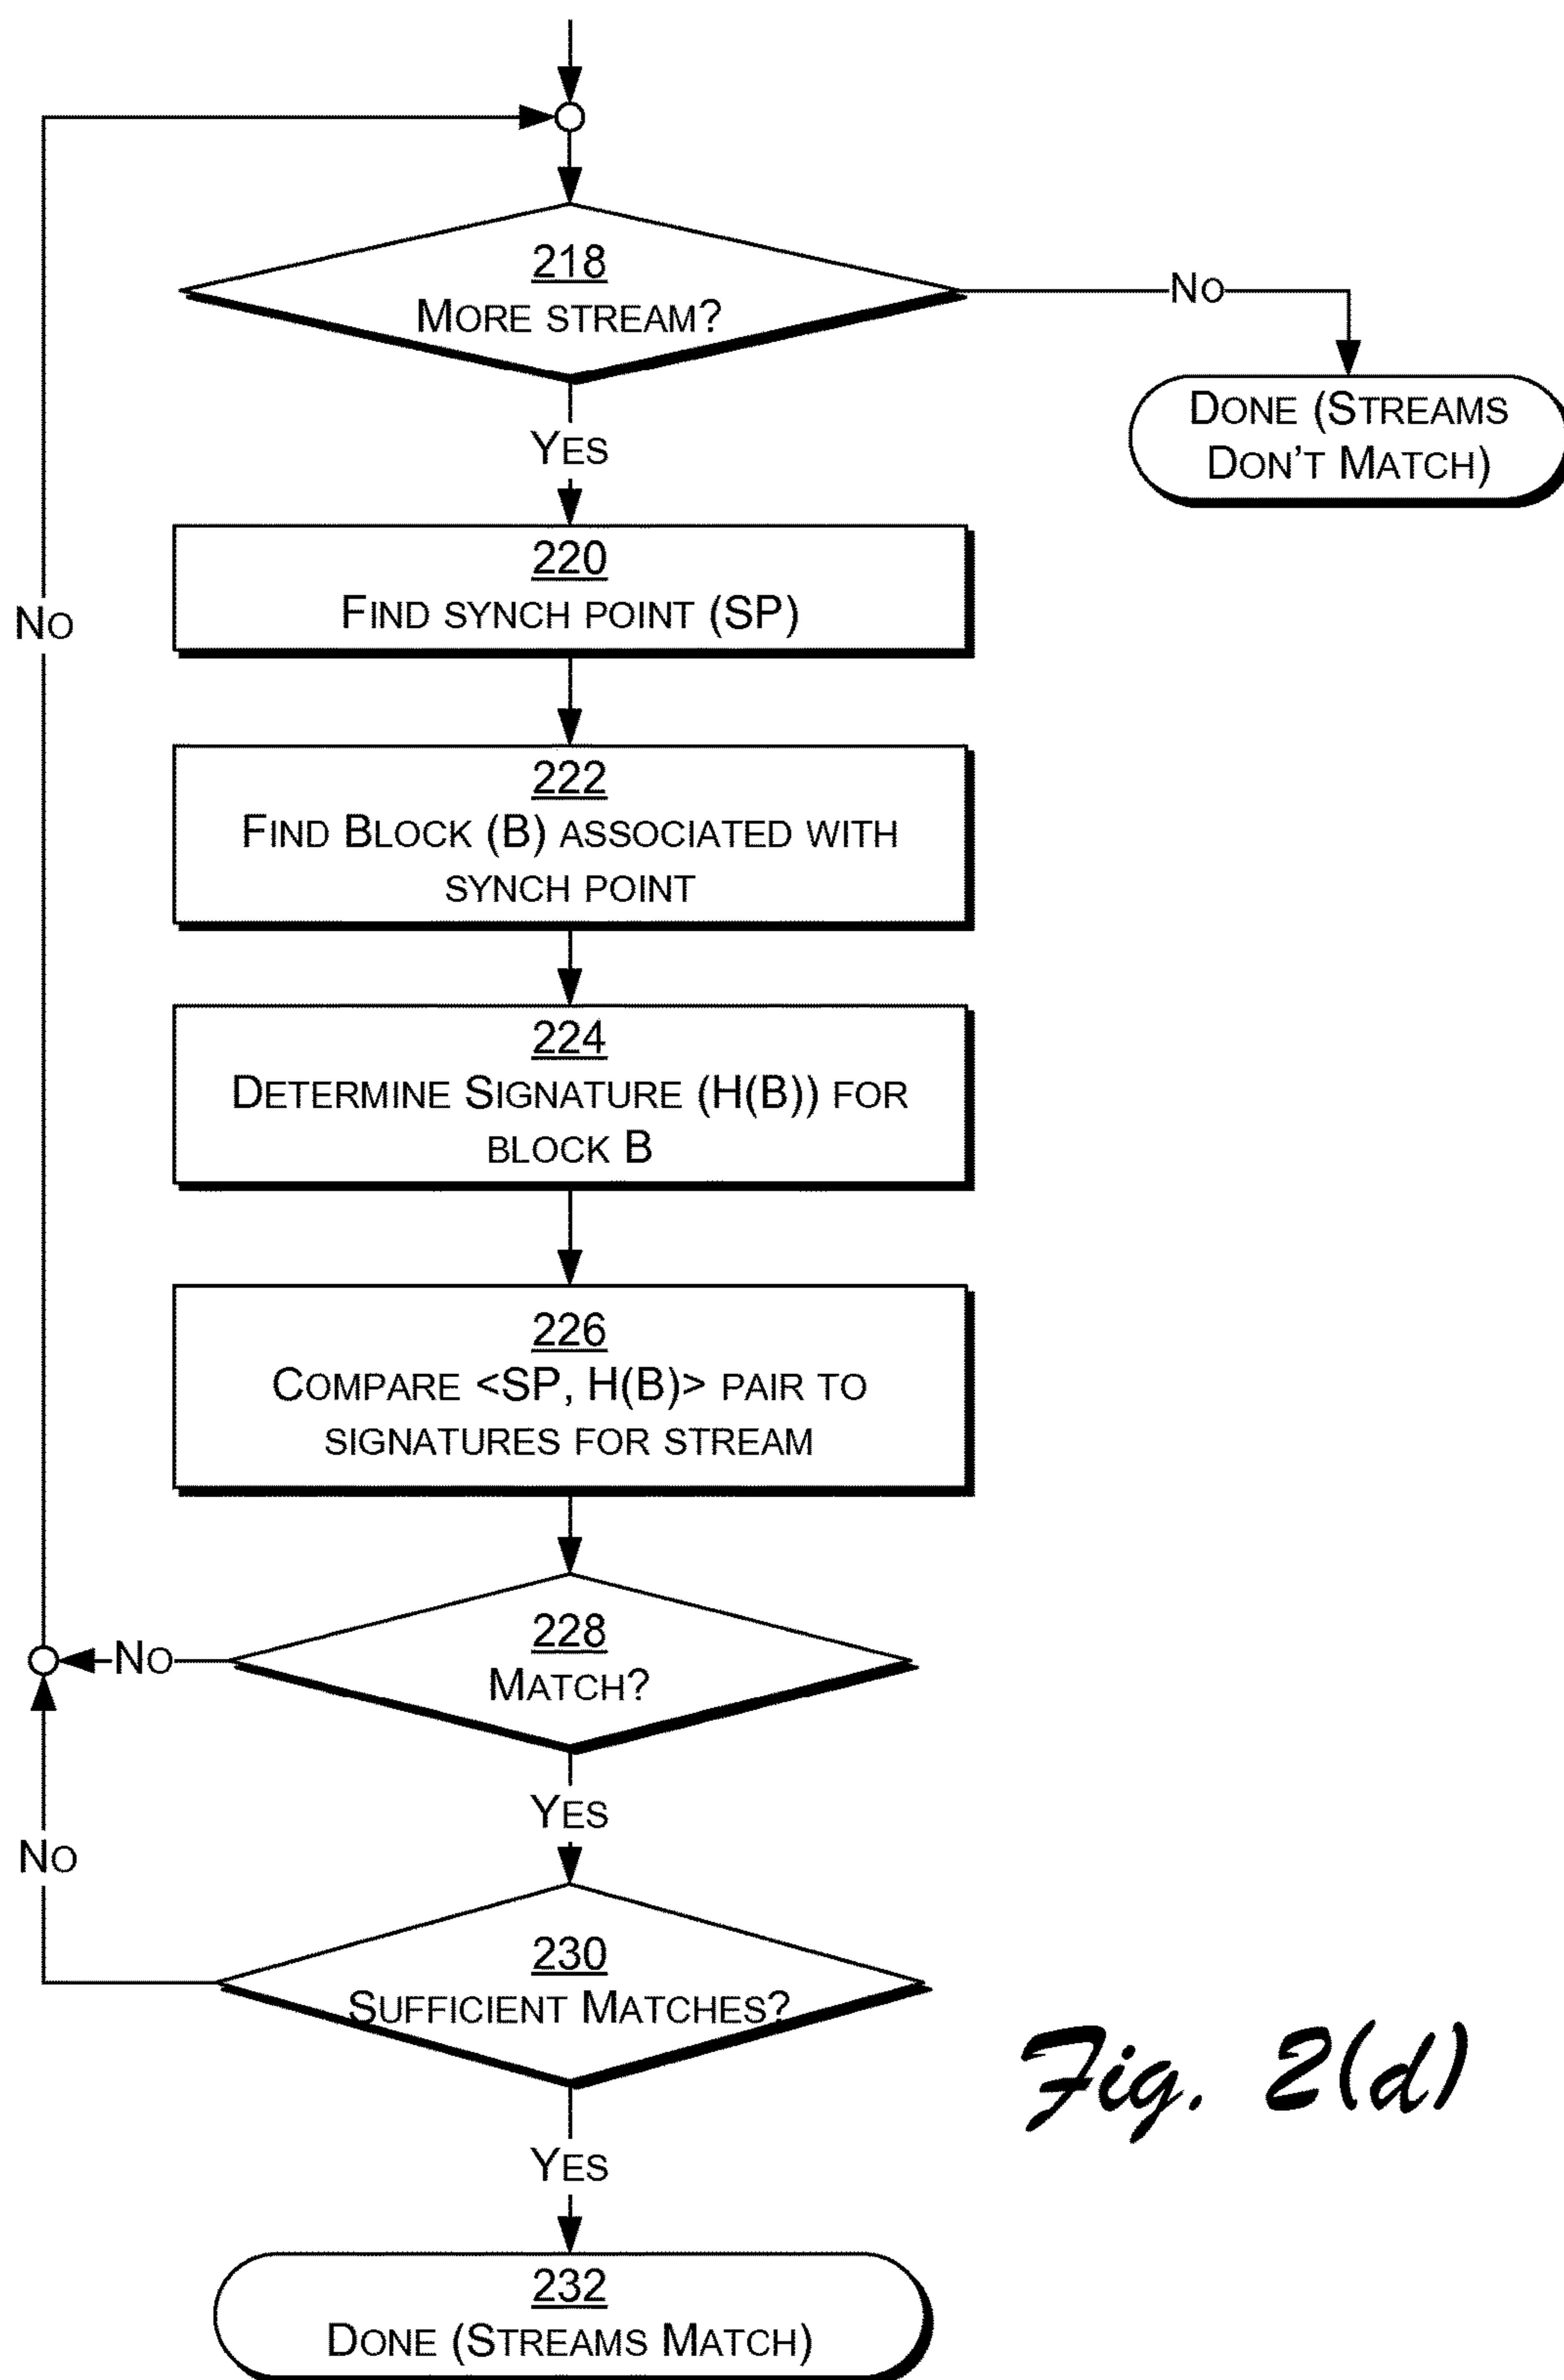 218
MORE STREAM?
NO
DONE (STREAMS
DON'T MATCH)
YES
220
FIND SYNCH POINT (SP)
NO
222
FIND BLOCK (B) ASSOCIATED WITH
SYNCH POINT
224
DETERMINE SIGNATURE (H(B)) FOR
BLOCK B
226
COMPARE <SP, H(B)> PAIR TO
SIGNATURES FOR STREAM
228
MATCH?
NO
YES
NO
230
SUFFICIENT MATCHES?
YES
232
DONE (STREAMS MATCH)
Fig. 2(d)